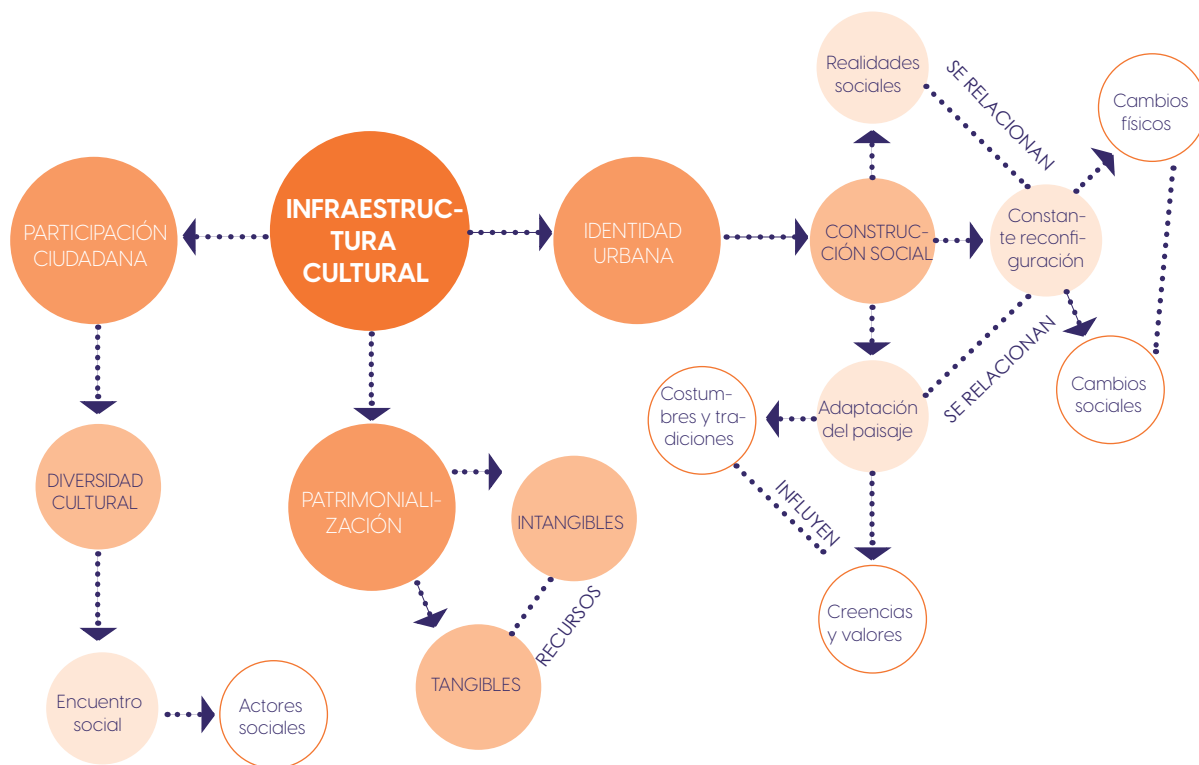 Realidades
sociales
SE RELACIONAN
Cambios
físicos
PARTICIPACIÓN
CIUDADANA
INFRAESTRUC-
TURA
CULTURAL
IDENTIDAD
URBANA
CONSTRUC-
CIÓN SOCIAL
Constan-
te reconfi-
guración
SE RELACIONAN
Cambios
sociales
Costum-
bres y tra-
diciones
Adaptación
del paisaje
INFLUYEN
Creencias
y valores
DIVERSIDAD
CULTURAL
PATRIMONIALI-
ZACIÓN
INTANGIBLES
RECURSOS
TANGIBLES
Encuentro
social
Actores
sociales